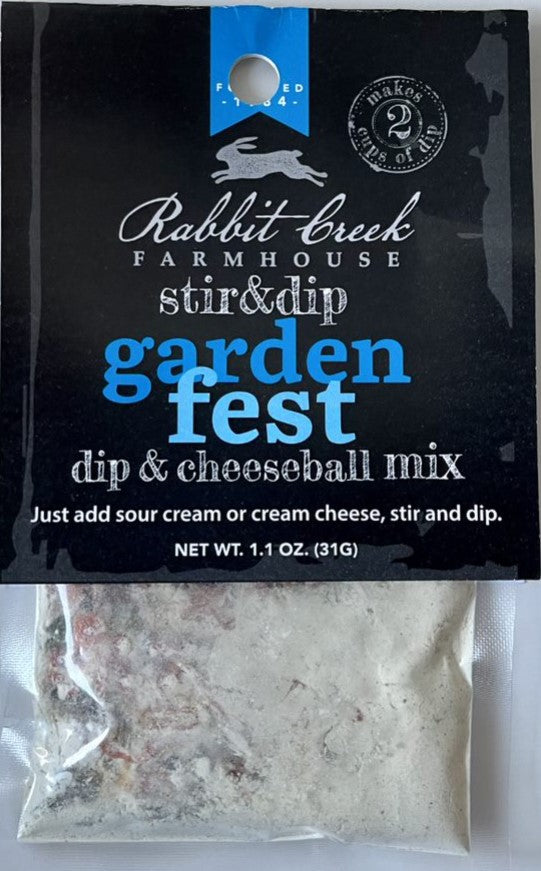 - 1984 -
makes
2
cups of dip
Rabbit Creek
FARMHOUSE
stir&dip
garden
fest
dip & cheeseball mix
Just add sour cream or cream cheese, stir and dip.
NET WT. 1.1 OZ. (31G)